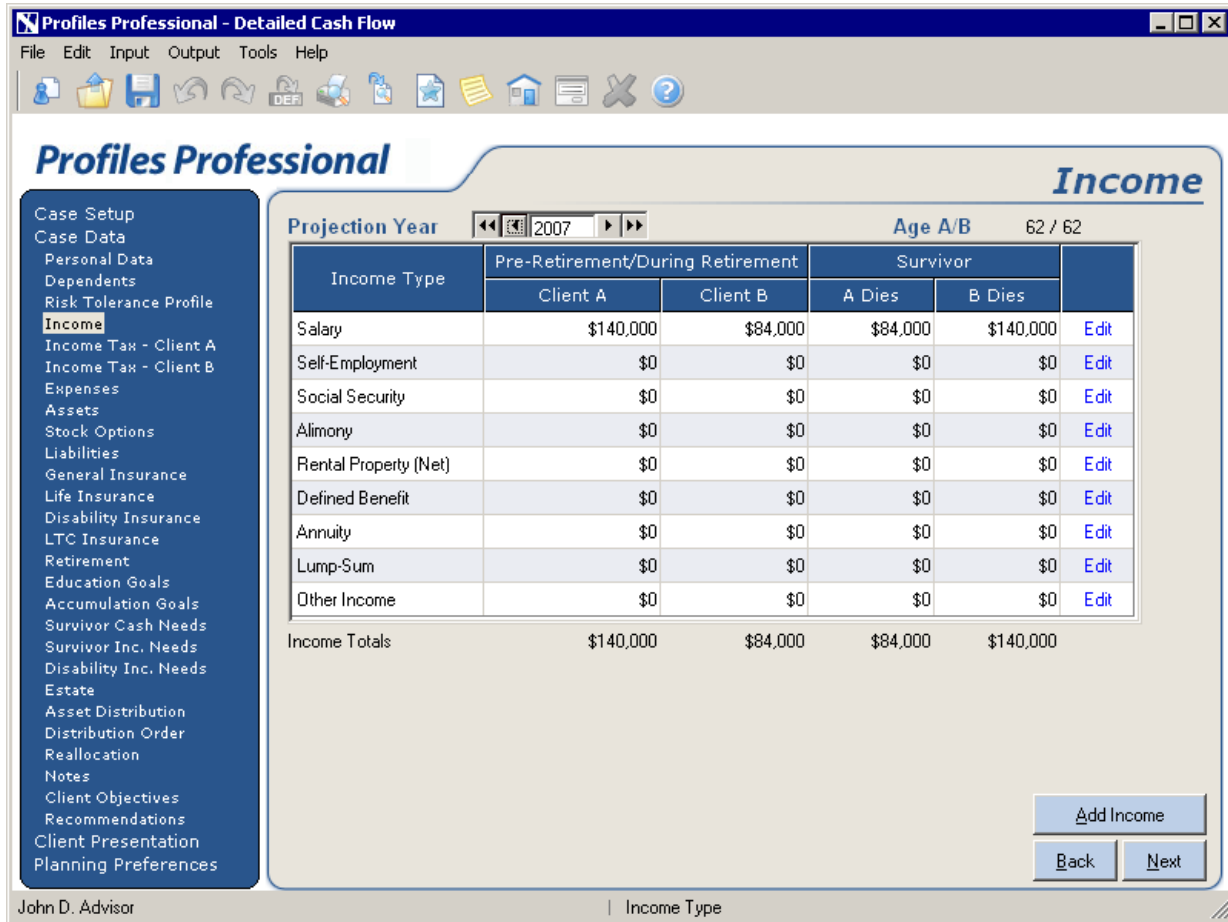 Profiles Professional - Detailed Cash Flow
File Edit Input Output Tools Help
DEF
Profiles Professional
Income
Case Setup
Case Data
Personal Data
Dependents
Risk Tolerance Profile
Income
Income Tax - Client A
Income Tax - Client B
Expenses
Assets
Stock Options
Liabilities
General Insurance
Life Insurance
Disability Insurance
LTC Insurance
Retirement
Education Goals
Accumulation Goals
Survivor Cash Needs
Survivor Inc. Needs
Disability Inc. Needs
Estate
Asset Distribution
Distribution Order
Reallocation
Notes
Client Objectives
Recommendations
Client Presentation
Planning Preferences
Projection Year 2007 Age A/B 62 / 62
Income Type Pre-Retirement/During Retirement Survivor
Client A Client B A Dies B Dies
Salary $140,000 $84,000 $84,000 $140,000 Edit
Self-Employment $0 $0 $0 $0 Edit
Social Security $0 $0 $0 $0 Edit
Alimony $0 $0 $0 $0 Edit
Rental Property (Net) $0 $0 $0 $0 Edit
Defined Benefit $0 $0 $0 $0 Edit
Annuity $0 $0 $0 $0 Edit
Lump-Sum $0 $0 $0 $0 Edit
Other Income $0 $0 $0 $0 Edit
Income Totals $140,000 $84,000 $84,000 $140,000
Add Income
Back Next
John D. Advisor | Income Type